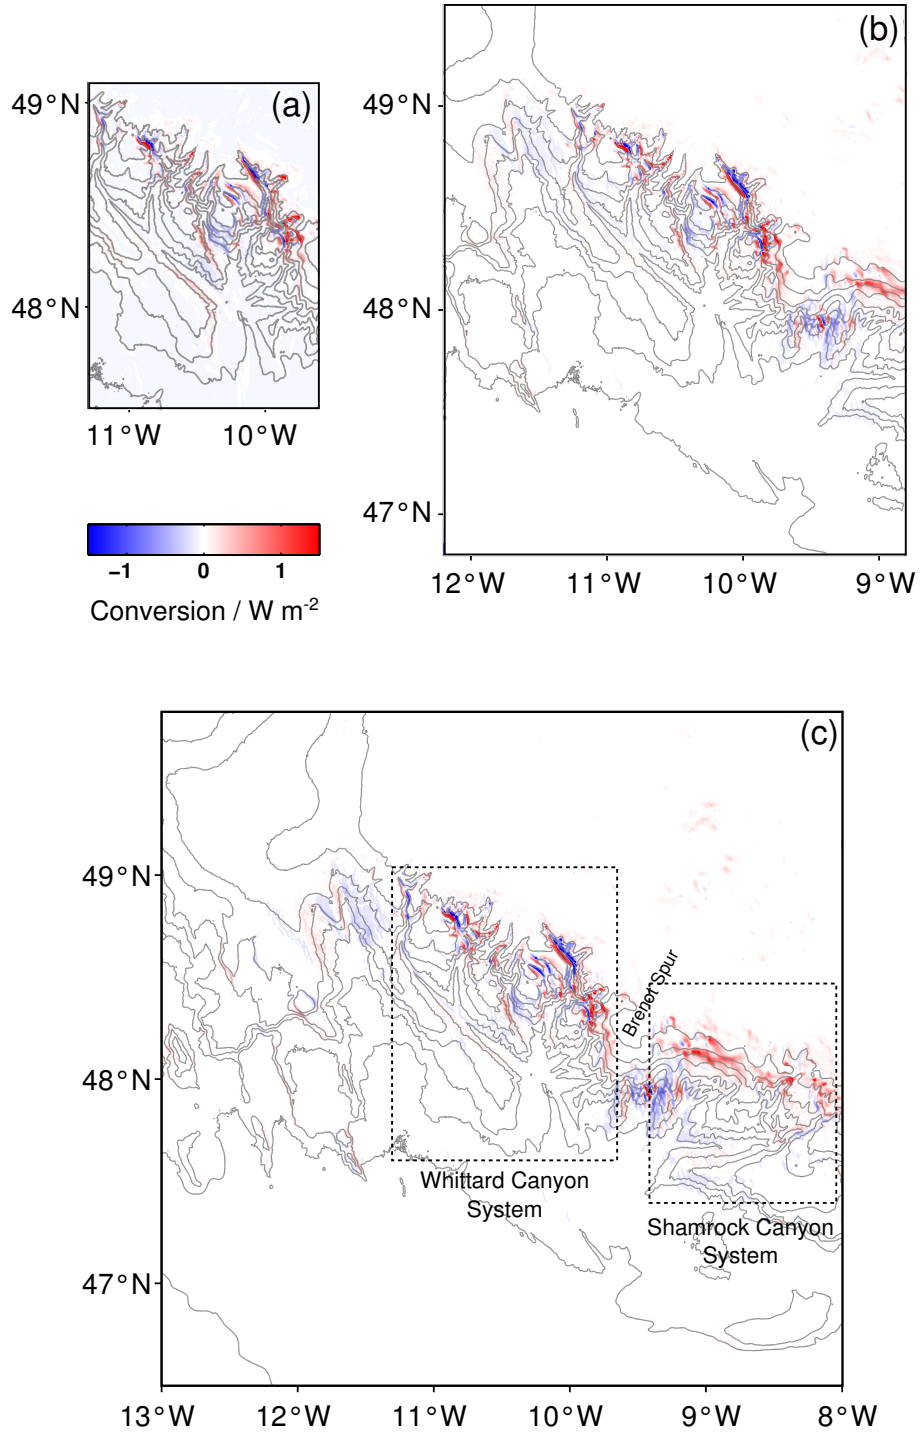 (a)
49°N
48°N
11°W 10°W
(b)
49°N
48°N
47°N
12°W 11°W 10°W 9°W
−1 0 1
Conversion / W m-2
(c)
49°N
48°N
47°N
Brenot Spur
Whittard Canyon
System
Shamrock Canyon
System
13°W 12°W 11°W 10°W 9°W 8°W